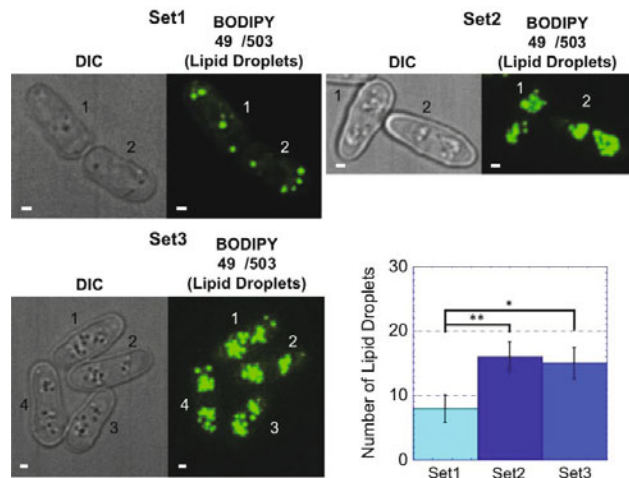 Set1
BODIPY
49 /503
DIC (Lipid Droplets)
1
2
1
2
Set2
BODIPY
49 /503
DIC (Lipid Droplets)
1
2
1
2
Set3
BODIPY
49 /503
DIC (Lipid Droplets)
1
2
3
4
1
2
3
4
Number of Lipid Droplets
30
20
10
0
*
**
Set1 Set2 Set3